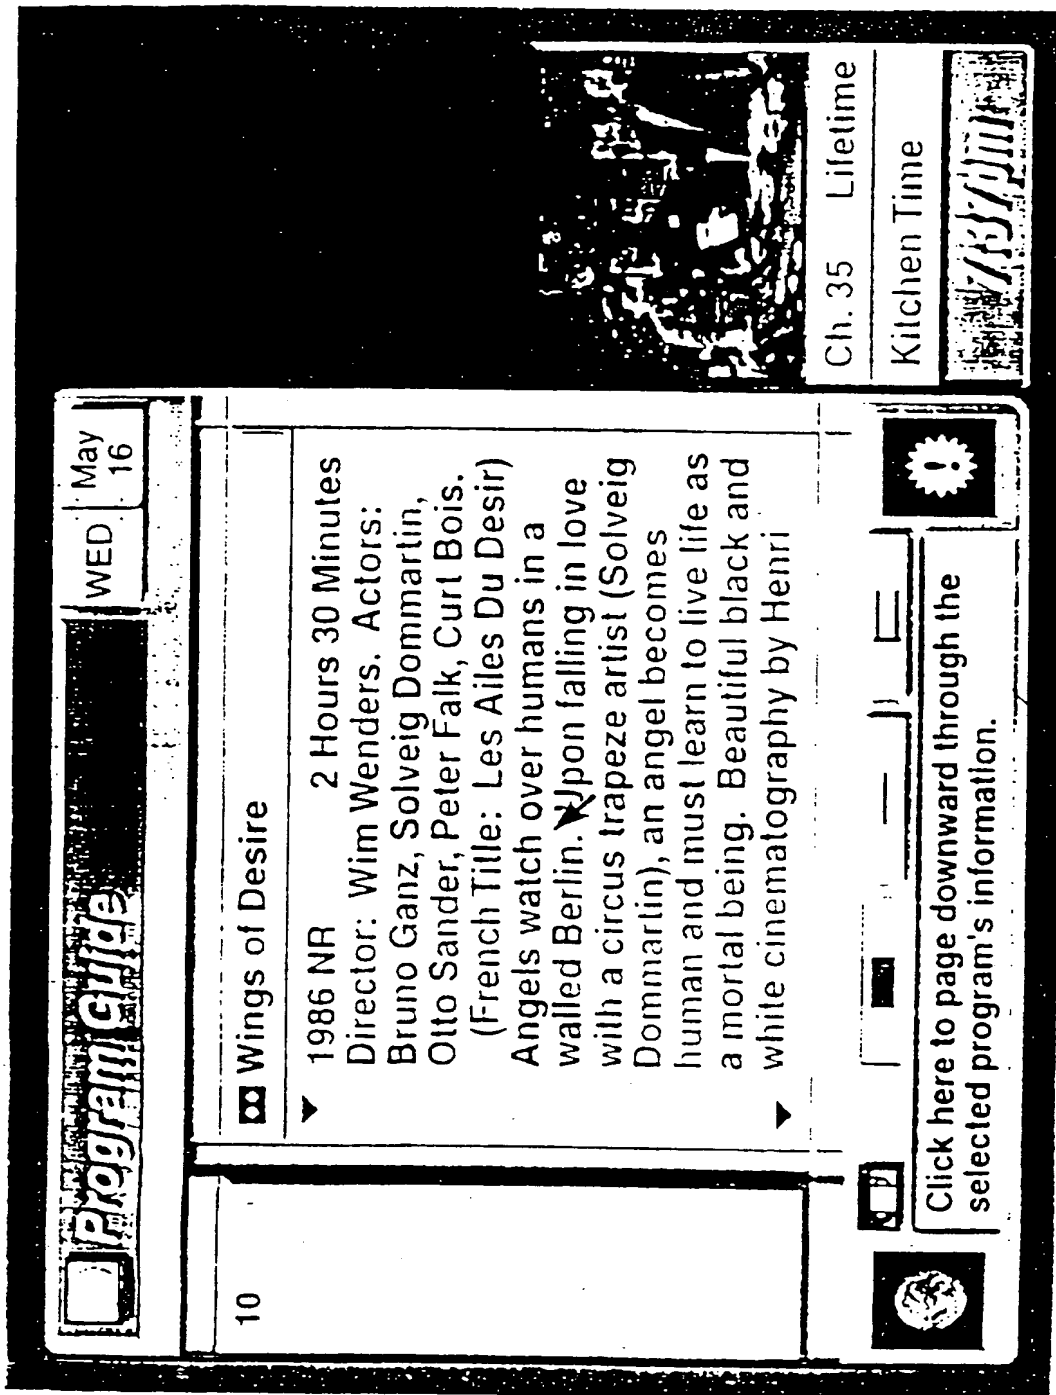 Program Guide
WED
May
16
10
Wings of Desire
1986 NR 2 Hours 30 Minutes
Director: Wim Wenders. Actors:
Bruno Ganz, Solveig Dommartin,
Otto Sander, Peter Falk, Curt Bois.
(French Title: Les Ailes Du Desir)
Angels watch over humans in a
walled Berlin. Upon falling in love
with a circus trapeze artist (Solveig
Dommartin), an angel becomes
human and must learn to live life as
a mortal being. Beautiful black and
white cinematography by Henri
!
Click here to page downward through the
selected program's information.
Ch. 35 Lifetime
Kitchen Time